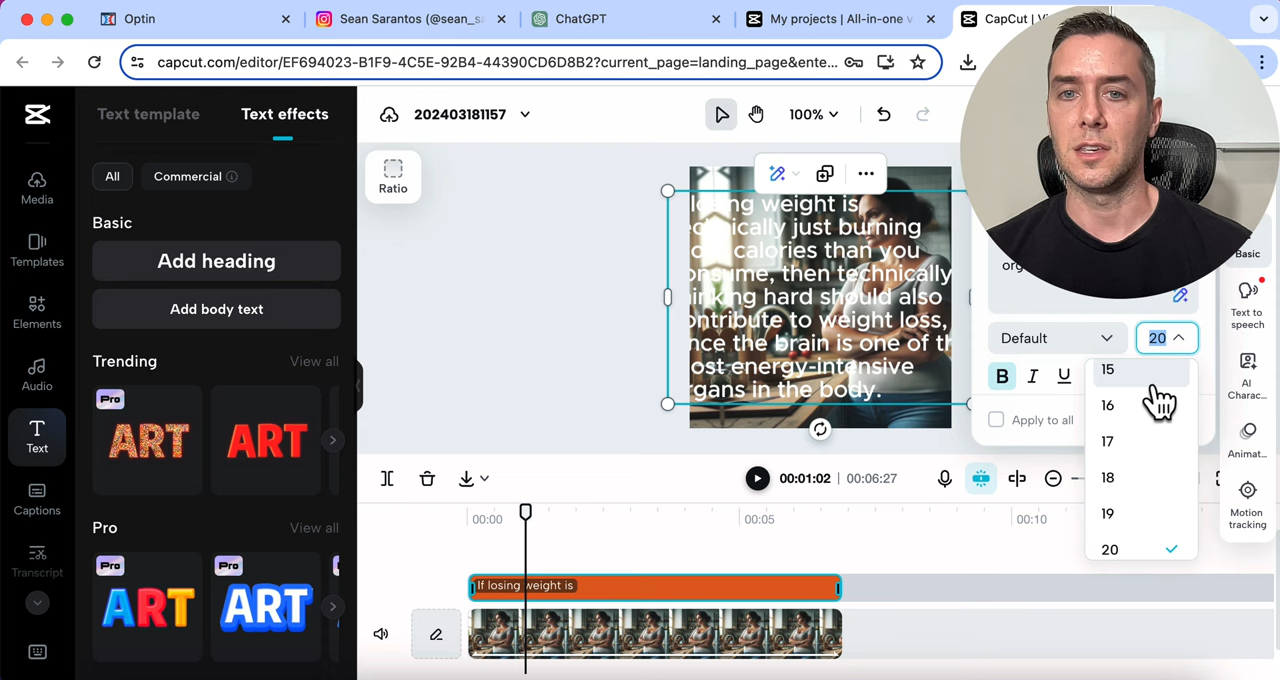 Optin
Sean Sarantos (@sean_s
ChatGPT
My projects | All-in-one v
CapCut | Vi
capcut.com/editor/EF694023-B1F9-4C5E-92B4-44390CD6D8B2?current_page=landing_page&ente...
Text template
Text effects
All
Commercial
Media
Templates
Elements
Audio
Text
Captions
Transcript
Basic
Add heading
Add body text
Trending
View all
Pro
ART
ART
Pro
View all
Pro
ART
Pro
ART
202403181157
100%
Ratio
losing weight is
chnically just burning
calories than you
onsume, then technically
hinking hard should also
ontribute to weight loss,
nce the brain is one of th
ost energy-intensive
rgans in the body.
org
Default
20
B I U
Apply to all
15
16
17
18
19
20
Basic
Text to
speech
AI
Charac...
Animat...
Motion
tracking
00:01:02 | 00:06:27
00:00
00:05
00:10
If losing weight is